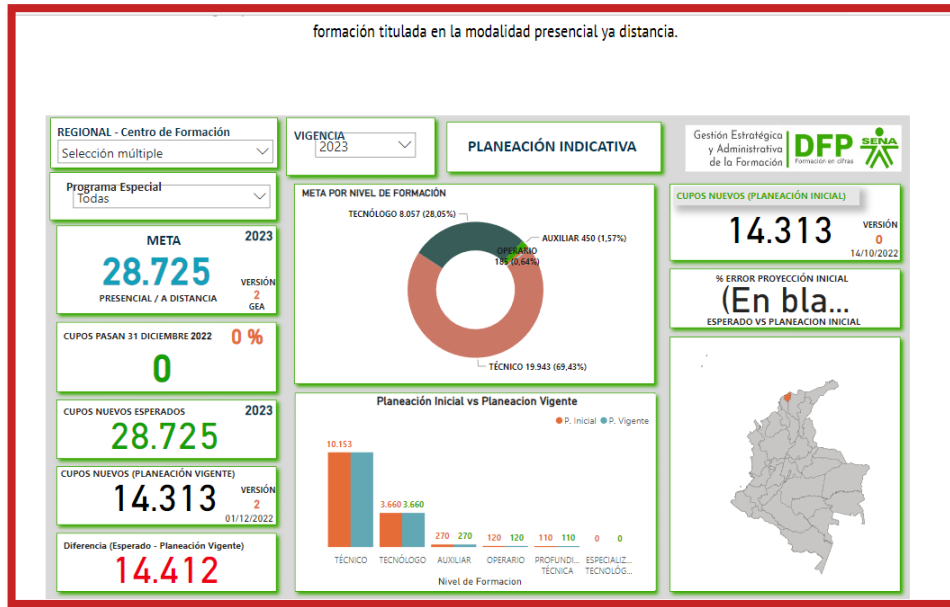 formación titulada en la modalidad presencial ya distancia.
REGIONAL - Centro de Formación
Selección múltiple
VIGENCIA
2023
PLANEACIÓN INDICATIVA
Gestión Estratégica
y Administrativa
de la Formación
DFP
Formación en cifras
SENA
Programa Especial
Todas
META
2023
28.725
PRESENCIAL / A DISTANCIA
VERSIÓN
2
GEA
CUPOS PASAN 31 DICIEMBRE 2022
0 %
0
CUPOS NUEVOS ESPERADOS
2023
28.725
CUPOS NUEVOS (PLANEACIÓN VIGENTE)
14.313
VERSIÓN
2
01/12/2022
Diferencia (Esperado - Planeación Vigente)
14.412
META POR NIVEL DE FORMACIÓN
TECNÓLOGO 8.057 (28,05%)
AUXILIAR 450 (1,57%)
OPERARIO
185 (0,64%)
TÉCNICO 19.943 (69,43%)
Planeación Inicial vs Planeacion Vigente
P. Inicial
P. Vigente
10.153
3.660 3.660
270 270
120 120
110 110
0 0
TÉCNICO
TECNÓLOGO
AUXILIAR
OPERARIO
PROFUNDI...
TÉCNICA
ESPECIALIZ...
TECNOLÓG...
Nivel de Formacion
CUPOS NUEVOS (PLANEACIÓN INICIAL)
14.313
VERSIÓN
0
14/10/2022
% ERROR PROYECCIÓN INICIAL
(En bla...
ESPERADO VS PLANEACION INICIAL